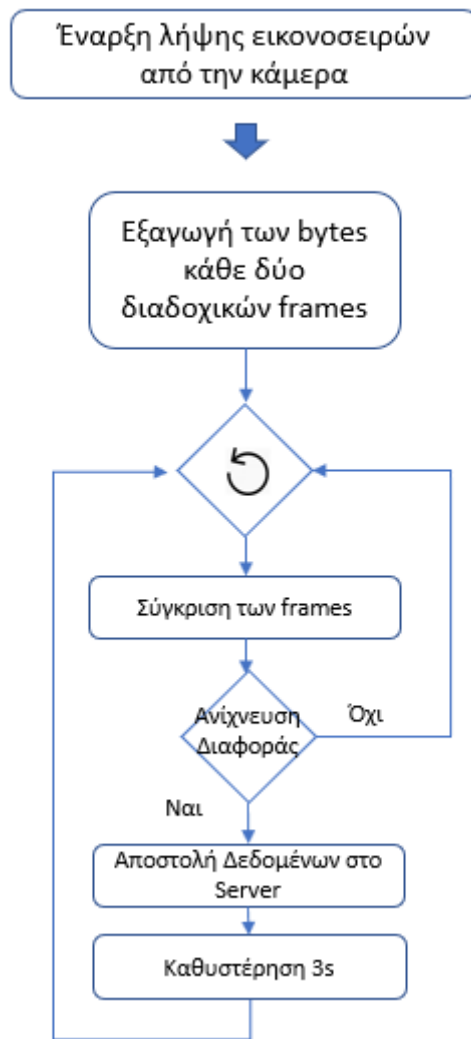 Έναρξη λήψης εικονοσειρών
από την κάμερα
Εξαγωγή των bytes
κάθε δύο
διαδοχικών frames
Σύγκριση των frames
Ανίχνευση
Διαφοράς
Όχι
Ναι
Αποστολή Δεδομένων στο
Server
Καθυστέρηση 3s